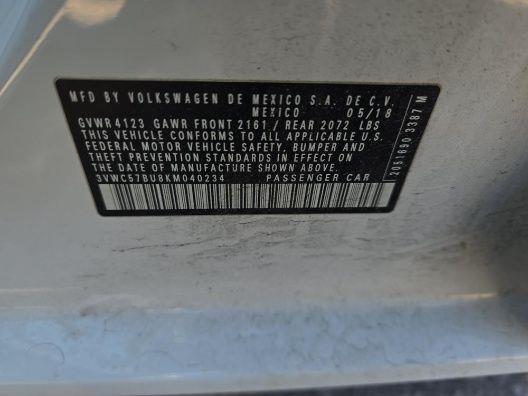 MFD BY VOLKSWAGEN DE MEXICO S.A. DE C.V.
MEXICO 05/18
GVWR 4123 GAWR FRONT 2161 / REAR 2072 LBS
THIS VEHICLE CONFORMS TO ALL APPLICABLE U.S.
FEDERAL MOTOR VEHICLE SAFETY, BUMPER AND
THEFT PREVENTION STANDARDS IN EFFECT ON
THE DATE OF MANUFACTURE SHOWN ABOVE.
3VWC57BU8KM040234 PASSENGER CAR